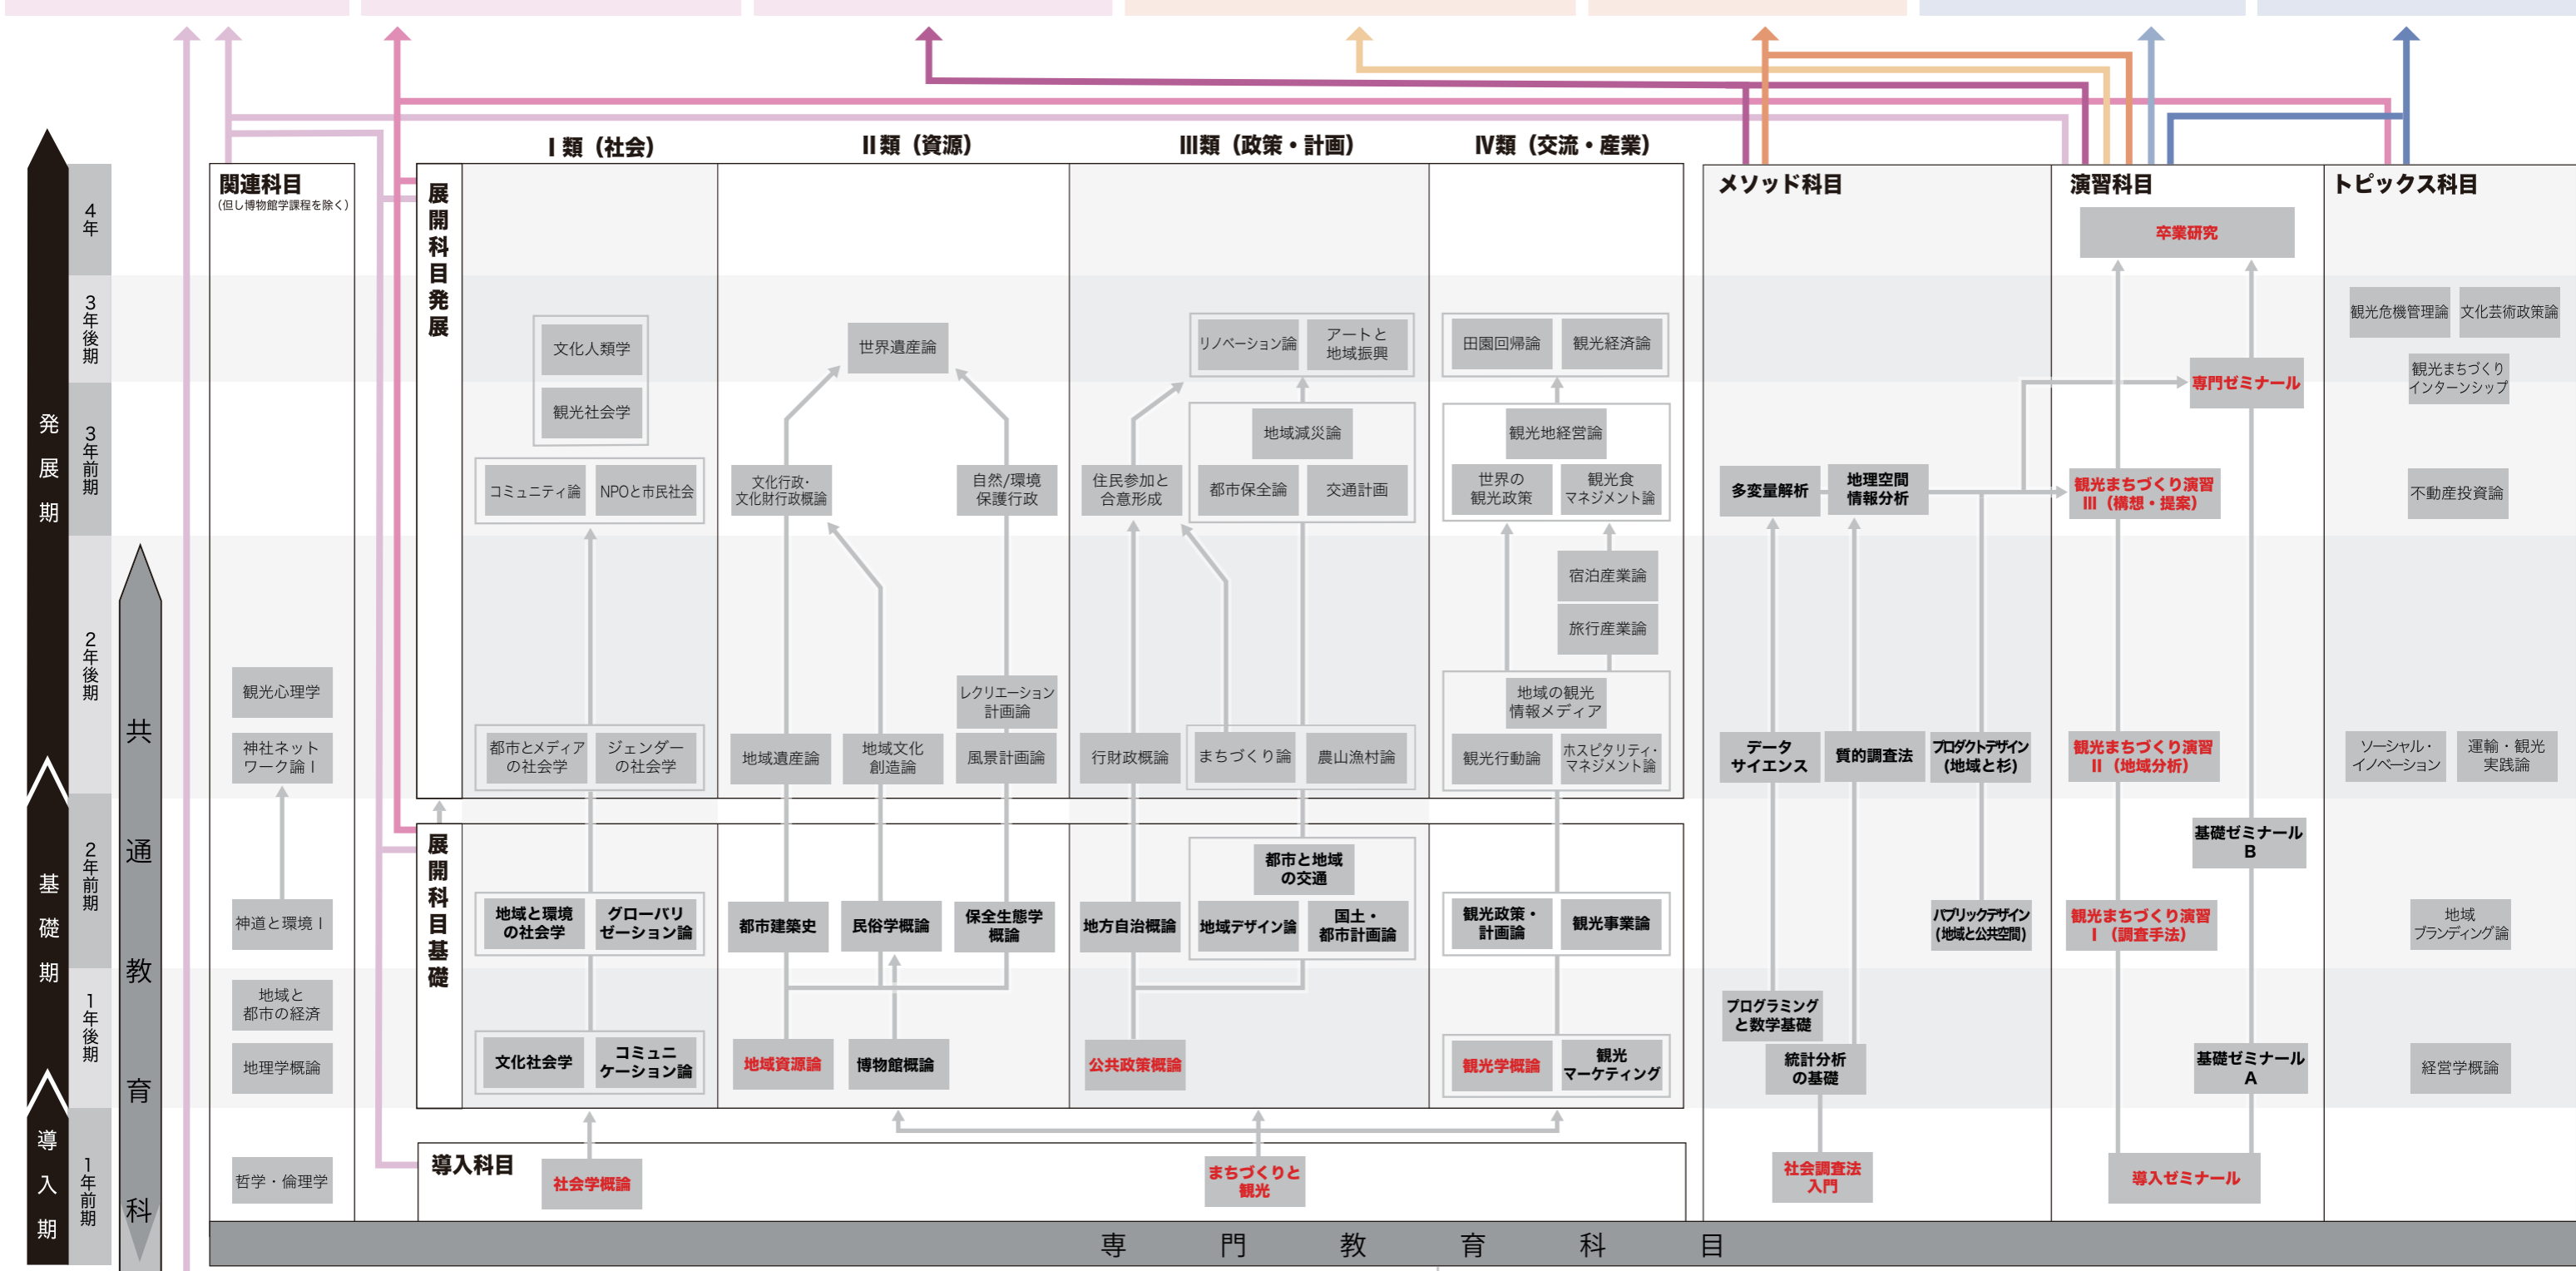 Ⅰ類（社会）
Ⅱ類（資源）
Ⅲ類（政策・計画）
Ⅳ類（交流・産業）
発展期
基礎期
導入期
4年
3年後期
3年前期
2年後期
2年前期
1年後期
1年前期
共通教育科
関連科目
（但し博物館学課程を除く）
観光心理学
神社ネット
ワーク論Ⅰ
神道と環境Ⅰ
地域と
都市の経済
地理学概論
哲学・倫理学
展開科目発展
文化人類学
観光社会学
コミュニティ論
NPOと市民社会
都市とメディア
の社会学
ジェンダー
の社会学
世界遺産論
文化行政・
文化財行政概論
自然/環境
保護行政
レクリエーション
計画論
地域遺産論
地域文化
創造論
風景計画論
リノベーション論
アートと
地域振興
地域減災論
住民参加と
合意形成
都市保全論
交通計画
行財政概論
まちづくり論
農山漁村論
田園回帰論
観光経済論
観光地経営論
世界の
観光政策
観光食
マネジメント論
宿泊産業論
旅行産業論
地域の観光
情報メディア
観光行動論
ホスピタリティ・
マネジメント論
展開科目基礎
地域と環境
の社会学
グローバリ
ゼーション論
文化社会学
コミュニ
ケーション論
都市建築史
民俗学概論
保全生態学
概論
地域資源論
博物館概論
都市と地域
の交通
地方自治概論
地域デザイン論
国土・
都市計画論
公共政策概論
観光政策・
計画論
観光事業論
観光学概論
観光
マーケティング
導入科目
社会学概論
まちづくりと
観光
メソッド科目
多変量解析
地理空間
情報分析
データ
サイエンス
質的調査法
プロダクトデザイン
(地域と杉)
パブリックデザイン
(地域と公共空間)
プログラミング
と数学基礎
統計分析
の基礎
社会調査法
入門
演習科目
卒業研究
専門ゼミナール
観光まちづくり演習
Ⅲ（構想・提案）
観光まちづくり演習
Ⅱ（地域分析）
基礎ゼミナール
B
観光まちづくり演習
Ⅰ（調査手法）
基礎ゼミナール
A
導入ゼミナール
トピックス科目
観光危機管理論
文化芸術政策論
観光まちづくり
インターンシップ
不動産投資論
ソーシャル・
イノベーション
運輸・観光
実践論
地域
ブランディング論
経営学概論
専門教育科目